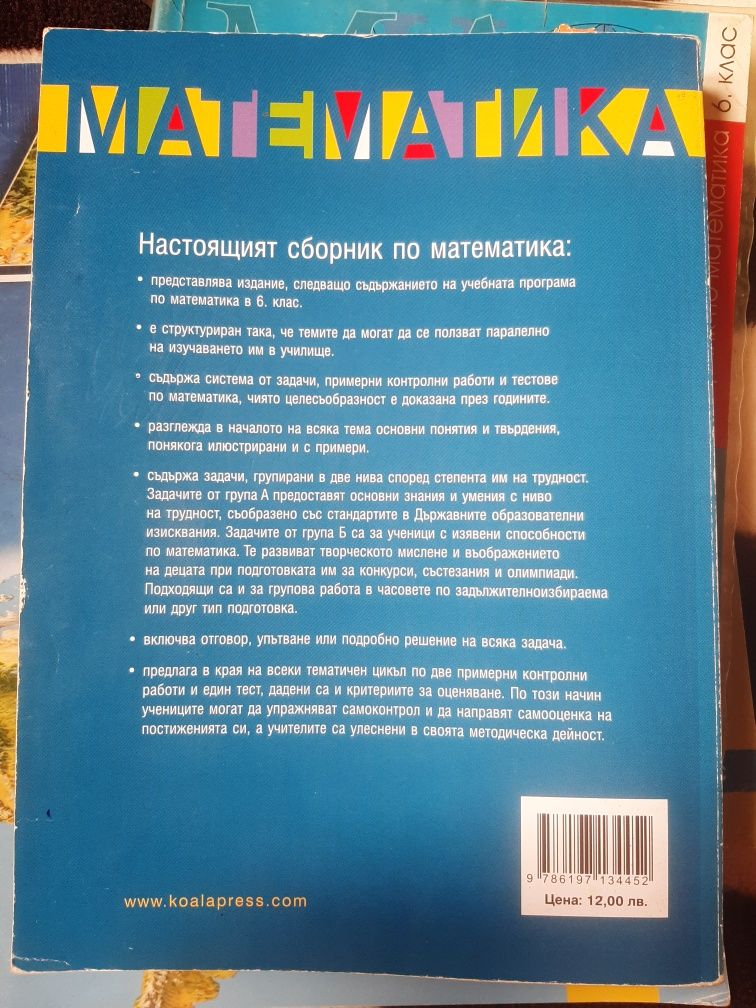 МАТЕМАТИКА
Настоящият сборник по математика:
• представлява издание, следващо съдържанието на учебната програма
по математика в 6. клас.
• е структуриран така, че темите да могат да се ползват паралелно
на изучаването им в училище.
• съдържа система от задачи, примерни контролни работи и тестове
по математика, чиято целесъобразност е доказана през годините.
• разглежда в началото на всяка тема основни понятия и твърдения,
понякога илюстрирани и с примери.
• съдържа задачи, групирани в две нива според степента им на трудност.
Задачите от група А предоставят основни знания и умения с ниво
на трудност, съобразено със стандартите в Държавните образователни
изисквания. Задачите от група Б са за ученици с изявени способности
по математика. Те развиват творческото мислене и въображението
на децата при подготовката им за конкурси, състезания и олимпиади.
Подходящи са и за групова работа в часовете по задължителноизбираема
или друг тип подготовка.
• включва отговор, упътване или подробно решение на всяка задача.
• предлага в края на всеки тематичен цикъл по две примерни контролни
работи и един тест, дадени са и критериите за оценяване. По този начин
учениците могат да упражняват самоконтрол и да направят самооценка на
постиженията си, а учителите са улеснени в своята методическа дейност.
www.koalapress.com
9 786197 134452
Цена: 12,00 лв.
по математика 6. клас